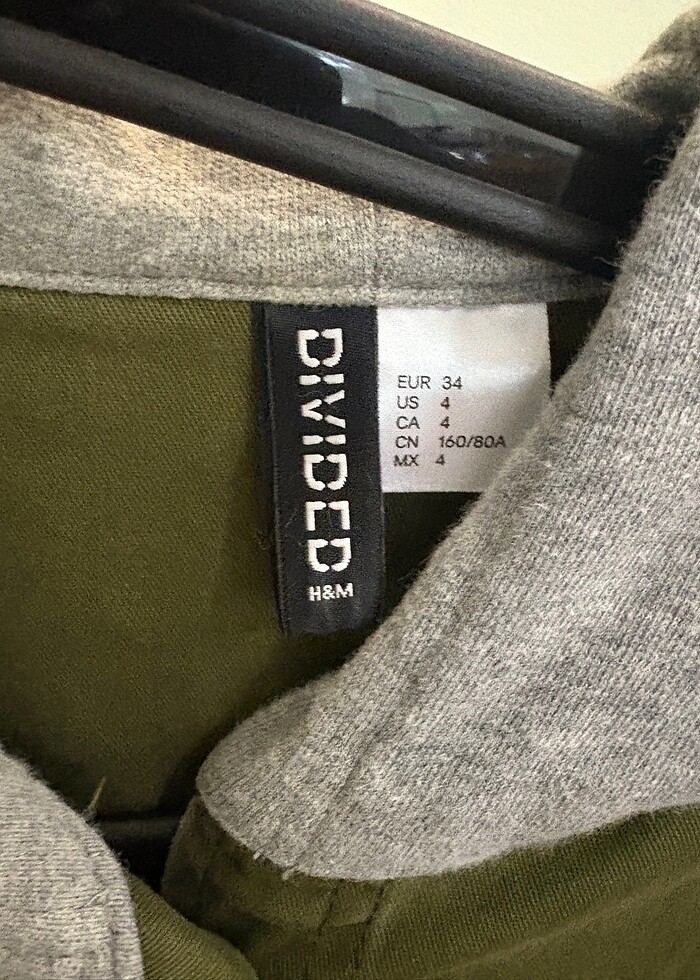 DIVIDED
H&M
EUR 34
US 4
CA 4
CN 160/80A
MX 4